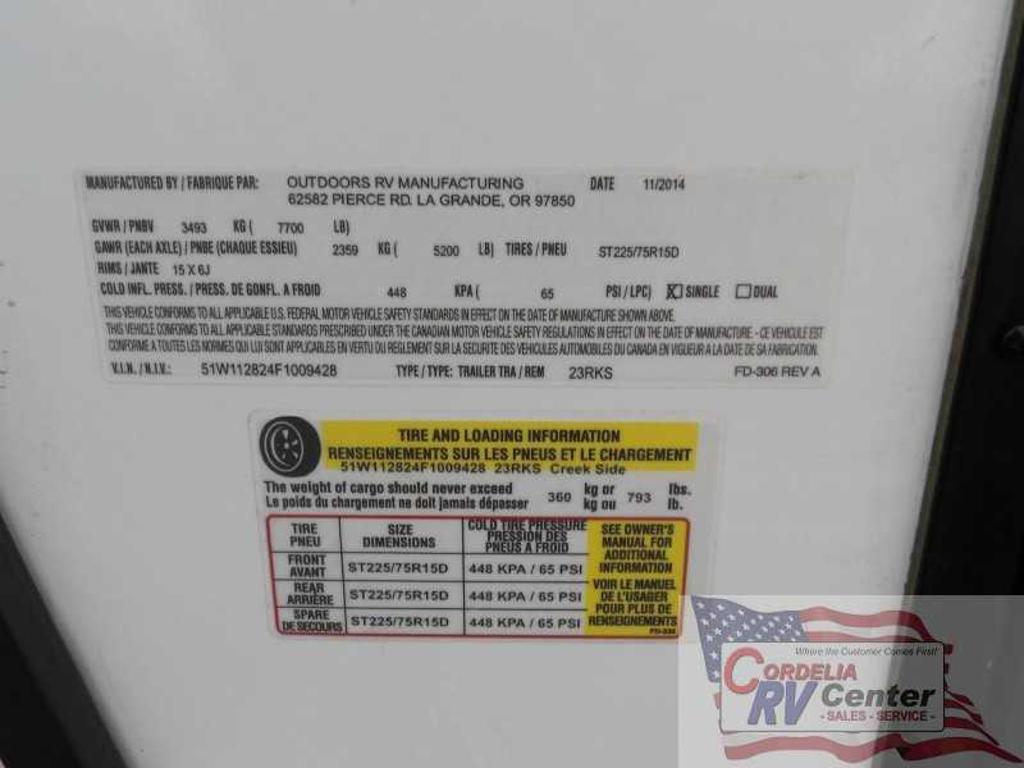 MANUFACTURED BY / FABRIQUE PAR: OUTDOORS RV MANUFACTURING DATE 11/2014
62582 PIERCE RD. LA GRANDE, OR 97850
GVWR / PNBV 3493 KG ( 7700 LB)
GAWR (EACH AXLE) / PNBE (CHAQUE ESSIEU) 2359 KG ( 5200 LB) TIRES / PNEU ST225/75R15D
RIMS / JANTE 15 X 6J
COLD INFL. PRESS. / PRESS. DE GONFL. A FROID 448 KPA ( 65 PSI / LPC) X SINGLE DUAL
THIS VEHICLE CONFORMS TO ALL APPLICABLE U.S. FEDERAL MOTOR VEHICLE SAFETY STANDARDS IN EFFECT ON THE DATE OF MANUFACTURE SHOWN ABOVE.
THIS VEHICLE CONFORMS TO ALL APPLICABLE STANDARDS PRESCRIBED UNDER THE CANADIAN MOTOR VEHICLE SAFETY REGULATIONS IN EFFECT ON THE DATE OF MANUFACTURE. - CE VEHICULE EST
CONFORME A TOUTES LES NORMES QUI LUI SONT APPLICABLES EN VERTU DU REGLEMENT SUR LA SECURITE DES VEHICULES AUTOMOBILES DU CANADA EN VIGUEUR A LA DATE DE SA FABRICATION.
V.I.N. / N.I.V.: 51W112824F1009428 TYPE / TYPE: TRAILER TRA / REM 23RKS FD-306 REV A
TIRE AND LOADING INFORMATION
RENSEIGNEMENTS SUR LES PNEUS ET LE CHARGEMENT
51W112824F1009428 23RKS Creek Side
The weight of cargo should never exceed 360 kg or 793 lbs.
Le poids du chargement ne doit jamais dépasser kg ou lb.
TIRE PNEU
SIZE DIMENSIONS
COLD TIRE PRESSURE
PRESSION DES
PNEUS A FROID
FRONT AVANT ST225/75R15D 448 KPA / 65 PSI
REAR ARRIÈRE ST225/75R15D 448 KPA / 65 PSI
SPARE DE SECOURS ST225/75R15D 448 KPA / 65 PSI
SEE OWNER'S
MANUAL FOR
ADDITIONAL
INFORMATION
VOIR LE MANUEL
DE L'USAGER
POUR PLUS DE
RENSEIGNEMENTS
Where the Customer Comes First!
CORDELIA
RV Center
- SALES - SERVICE -